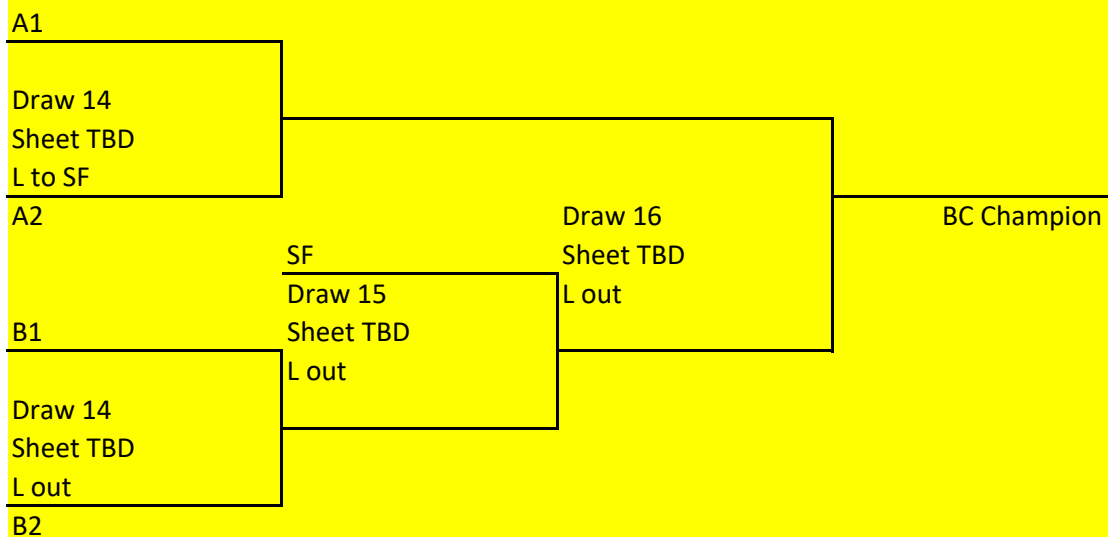 A1
Draw 14
Sheet TBD
L to SF
A2
Draw 16
BC Champion
SF
Sheet TBD
Draw 15
L out
B1
Sheet TBD
L out
Draw 14
Sheet TBD
L out
B2